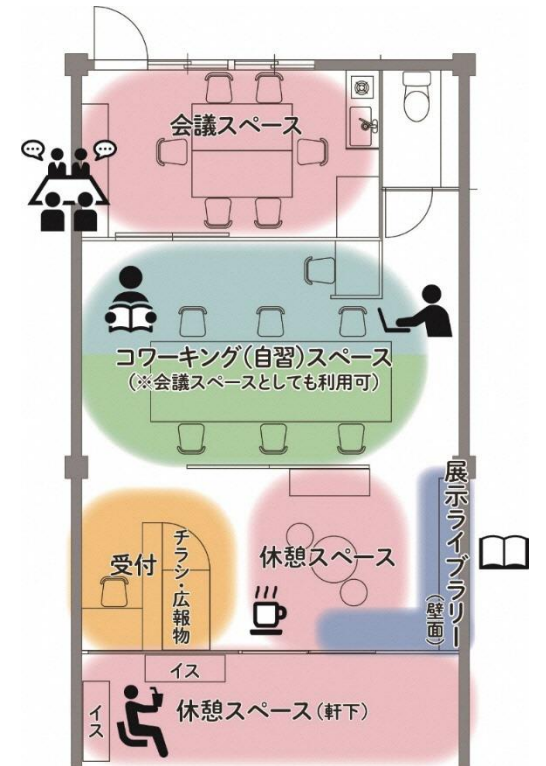 会議スペース
コワーキング(自習)スペース
(※会議スペースとしても利用可)
展示ライブラリー
(壁面)
受付
チラシ・広報物
休憩スペース
イス
イス
休憩スペース(軒下)